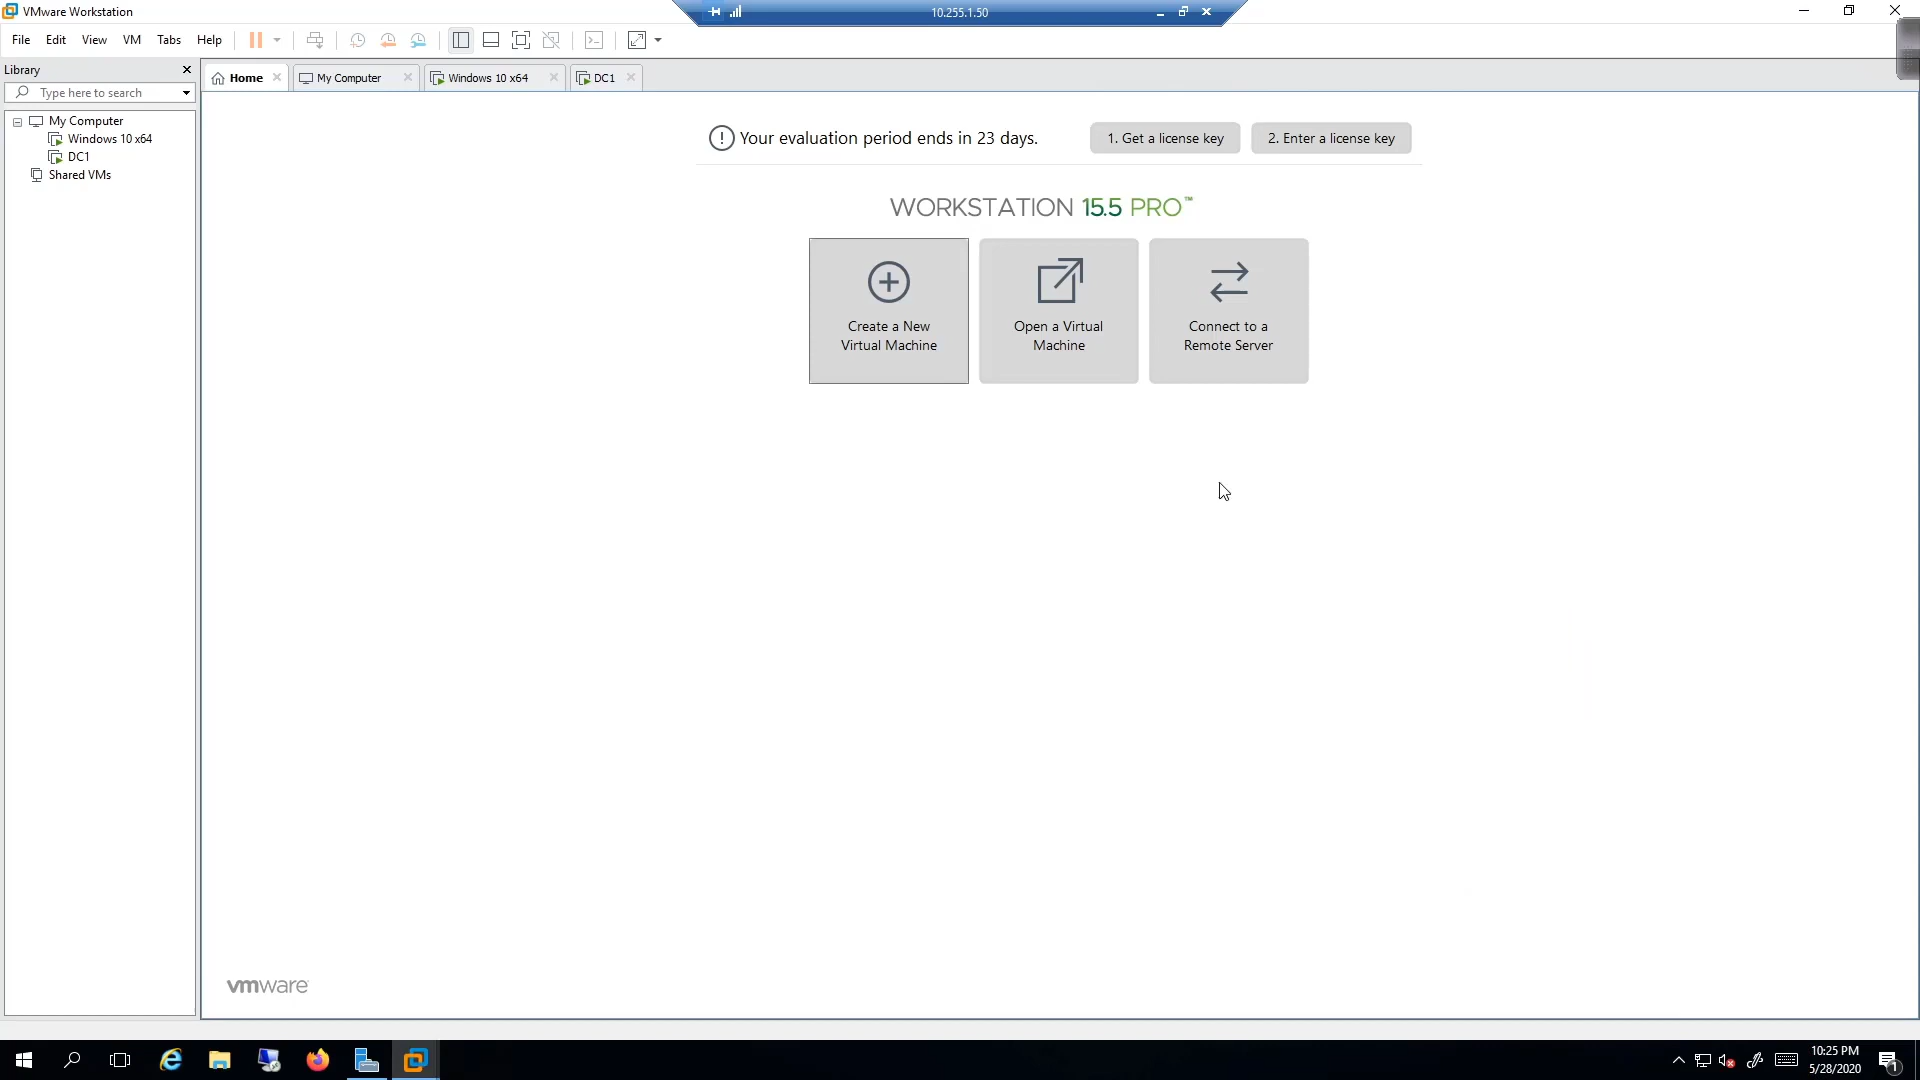 VMware Workstation
10.255.1.50
File Edit View VM Tabs Help
Library
Type here to search
My Computer
Windows 10 x64
DC1
Shared VMs
Home
My Computer
Windows 10 x64
DC1
Your evaluation period ends in 23 days.
1. Get a license key
2. Enter a license key
WORKSTATION 15.5 PRO™
Create a New
Virtual Machine
Open a Virtual
Machine
Connect to a
Remote Server
vmware
10:25 PM
5/28/2020
1